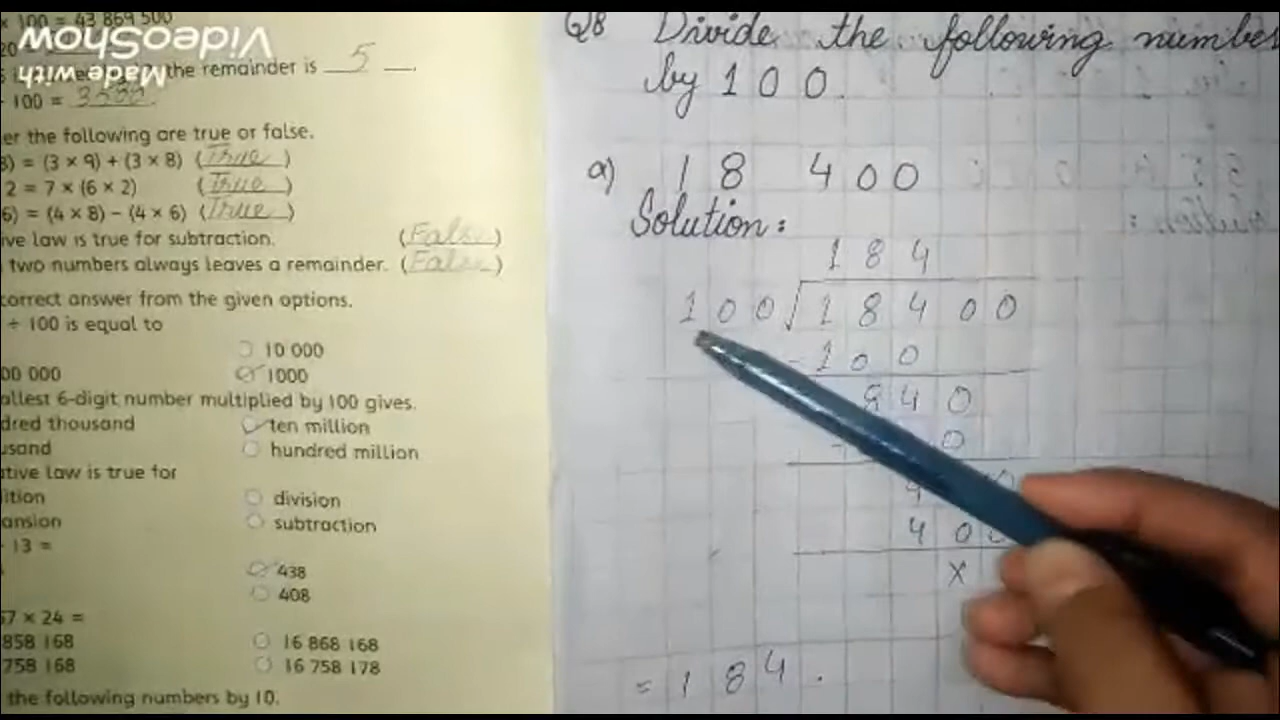 × 100 = 43 869 500
20 =
Made with
VideoShow
the remainder is 5.
÷ 100 =
er the following are true or false.
8) = (3 × 9) + (3 × 8) (True)
2 = 7 × (6 × 2) (True)
6) = (4 × 8) − (4 × 6) (True)
ive law is true for subtraction. (False)
two numbers always leaves a remainder. (False)
correct answer from the given options.
÷ 100 is equal to
10 000
00 000 1000
allest 6-digit number multiplied by 100 gives.
dred thousand ten million
usand hundred million
ative law is true for
ition division
ansion subtraction
÷ 13 =
438
408
57 × 24 =
858 168 16 868 168
758 168 16 758 178
the following numbers by 10.
Q8 Divide the following number
by 100.
a) 18 400
Solution:
184
100 18400
- 100
840
0
4
400
x
= 184.